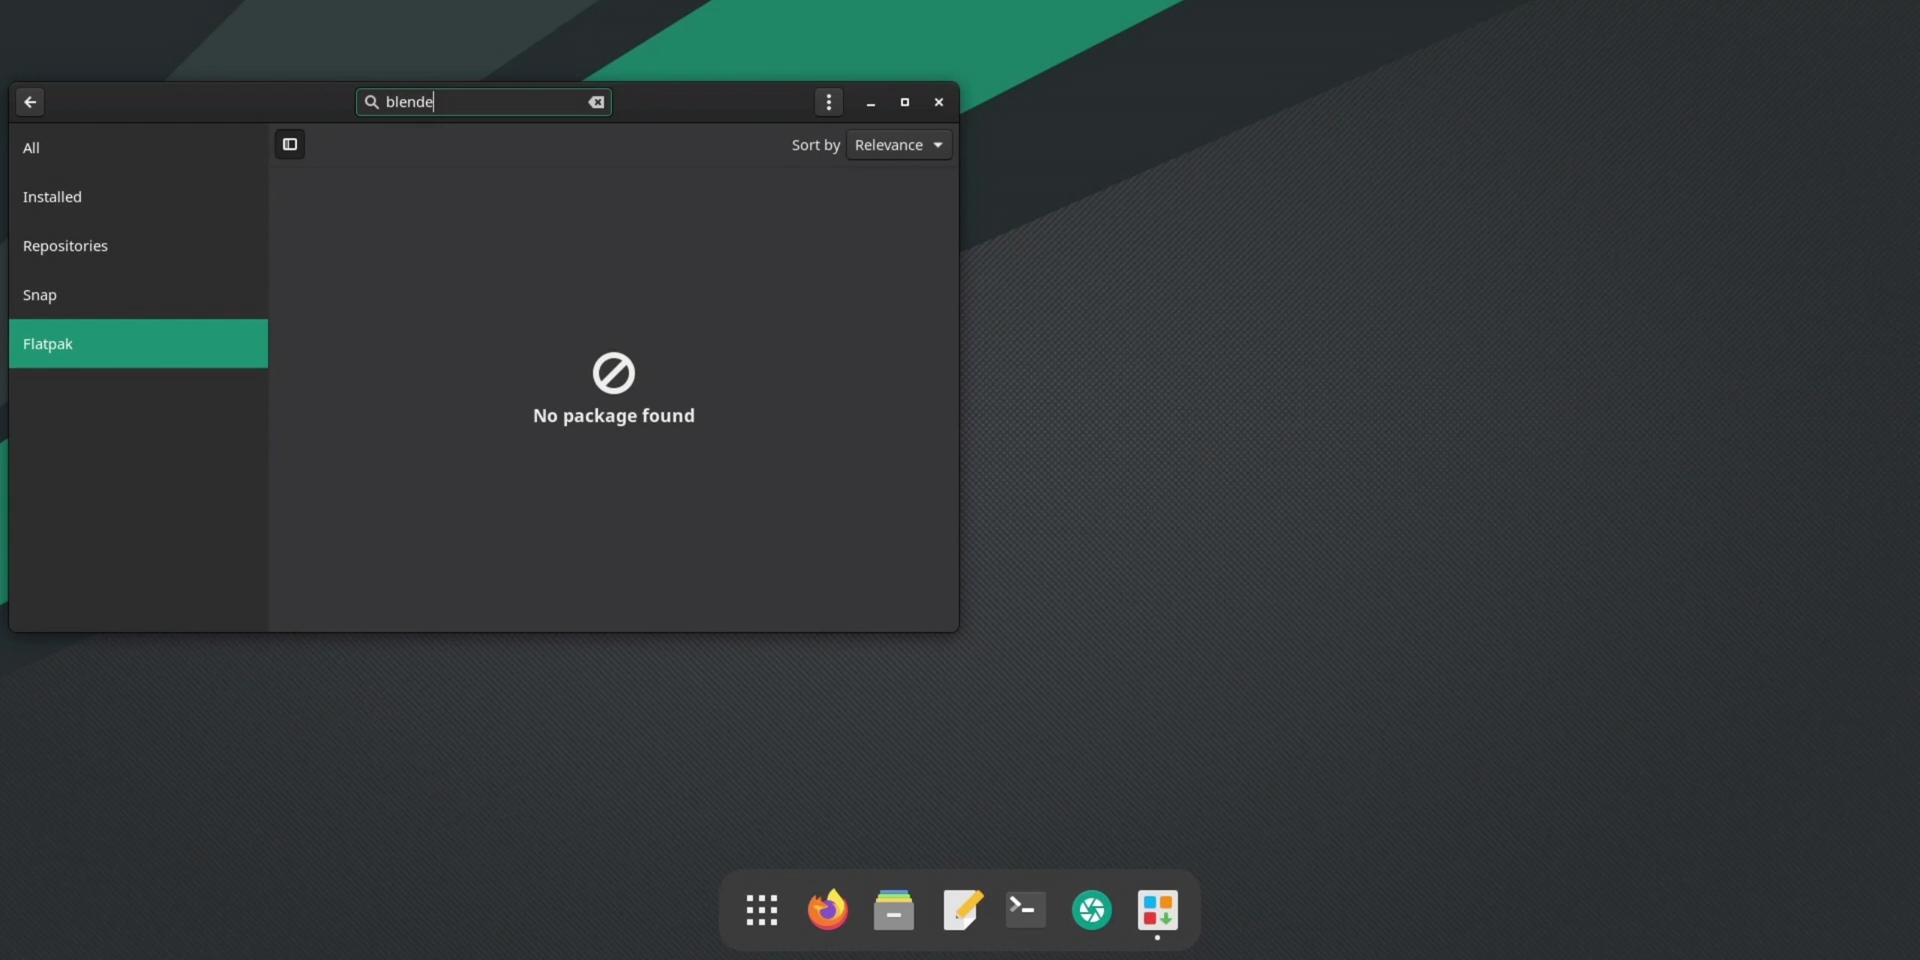 blende
All
Sort by Relevance
Installed
Repositories
Snap
Flatpak
No package found